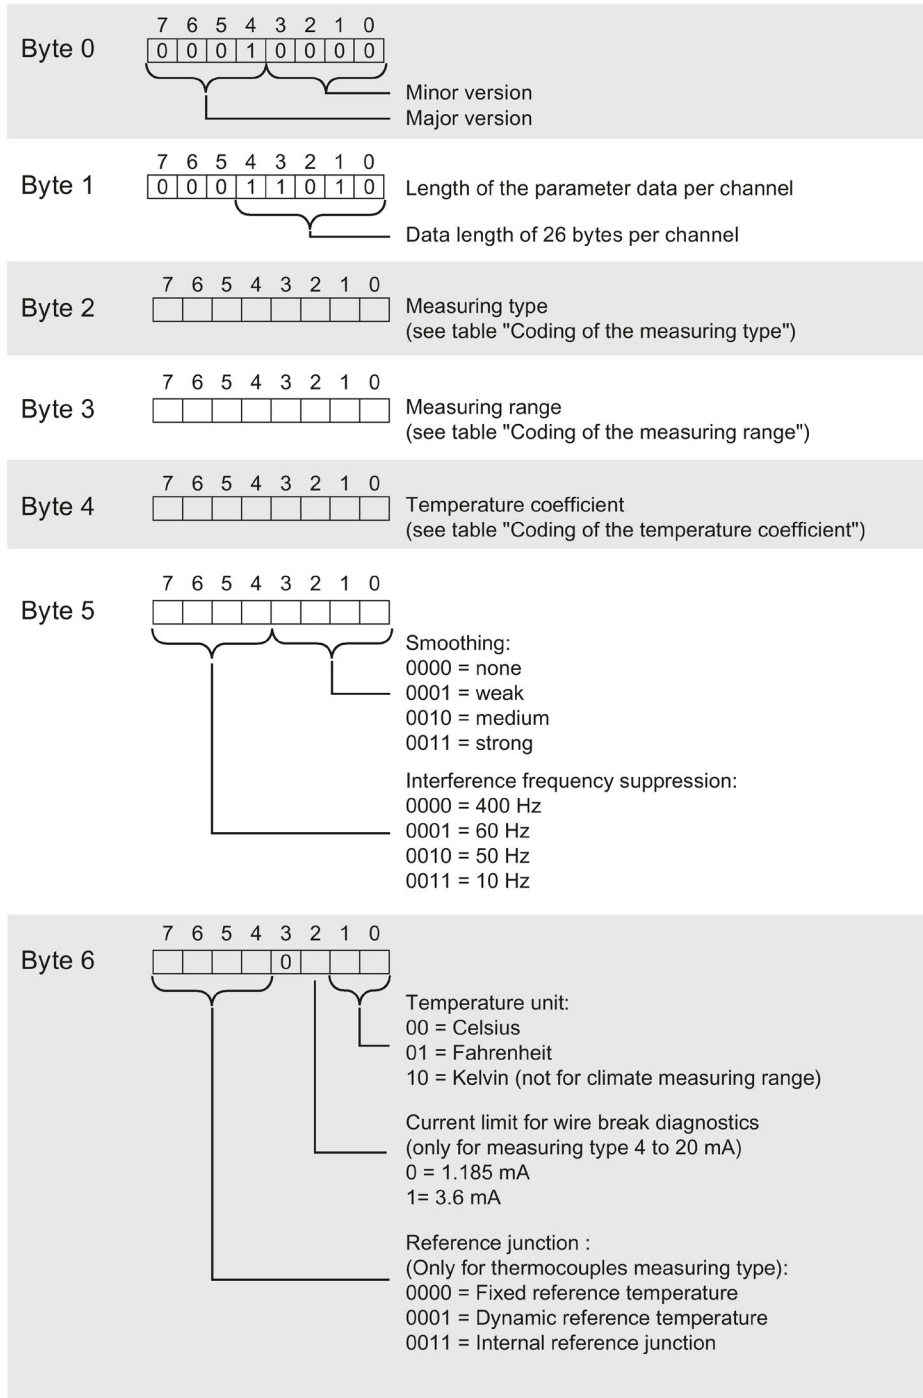 7 6 5 4 3 2 1 0
Byte 0
0 0 0 1 0 0 0 0
Minor version
Major version
7 6 5 4 3 2 1 0
Byte 1
0 0 0 1 1 0 1 0
Length of the parameter data per channel
Data length of 26 bytes per channel
7 6 5 4 3 2 1 0
Byte 2
Measuring type
(see table "Coding of the measuring type")
7 6 5 4 3 2 1 0
Byte 3
Measuring range
(see table "Coding of the measuring range")
7 6 5 4 3 2 1 0
Byte 4
Temperature coefficient
(see table "Coding of the temperature coefficient")
7 6 5 4 3 2 1 0
Byte 5
Smoothing:
0000 = none
0001 = weak
0010 = medium
0011 = strong
Interference frequency suppression:
0000 = 400 Hz
0001 = 60 Hz
0010 = 50 Hz
0011 = 10 Hz
7 6 5 4 3 2 1 0
Byte 6
0
Temperature unit:
00 = Celsius
01 = Fahrenheit
10 = Kelvin (not for climate measuring range)
Current limit for wire break diagnostics
(only for measuring type 4 to 20 mA)
0 = 1.185 mA
1= 3.6 mA
Reference junction :
(Only for thermocouples measuring type):
0000 = Fixed reference temperature
0001 = Dynamic reference temperature
0011 = Internal reference junction